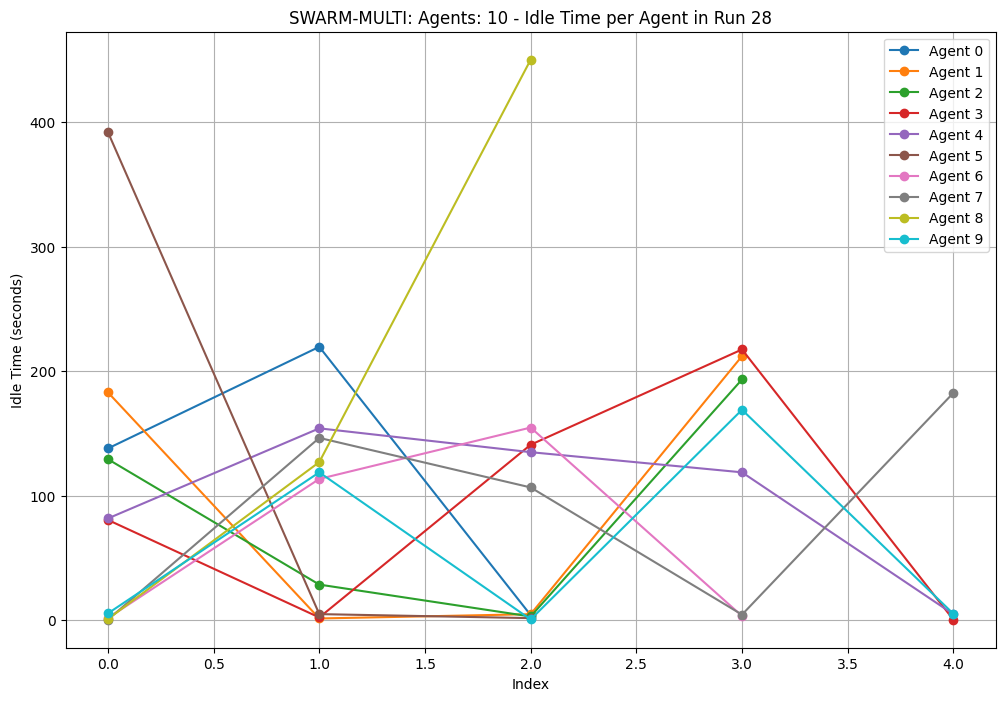 SWARM-MULTI: Agents: 10 - Idle Time per Agent in Run 28
Agent 0
Agent 1
Agent 2
Agent 3
Agent 4
Agent 5
Agent 6
Agent 7
Agent 8
Agent 9
Idle Time (seconds)
400
300
200
100
0
0.0 0.5 1.0 1.5 2.0 2.5 3.0 3.5 4.0
Index